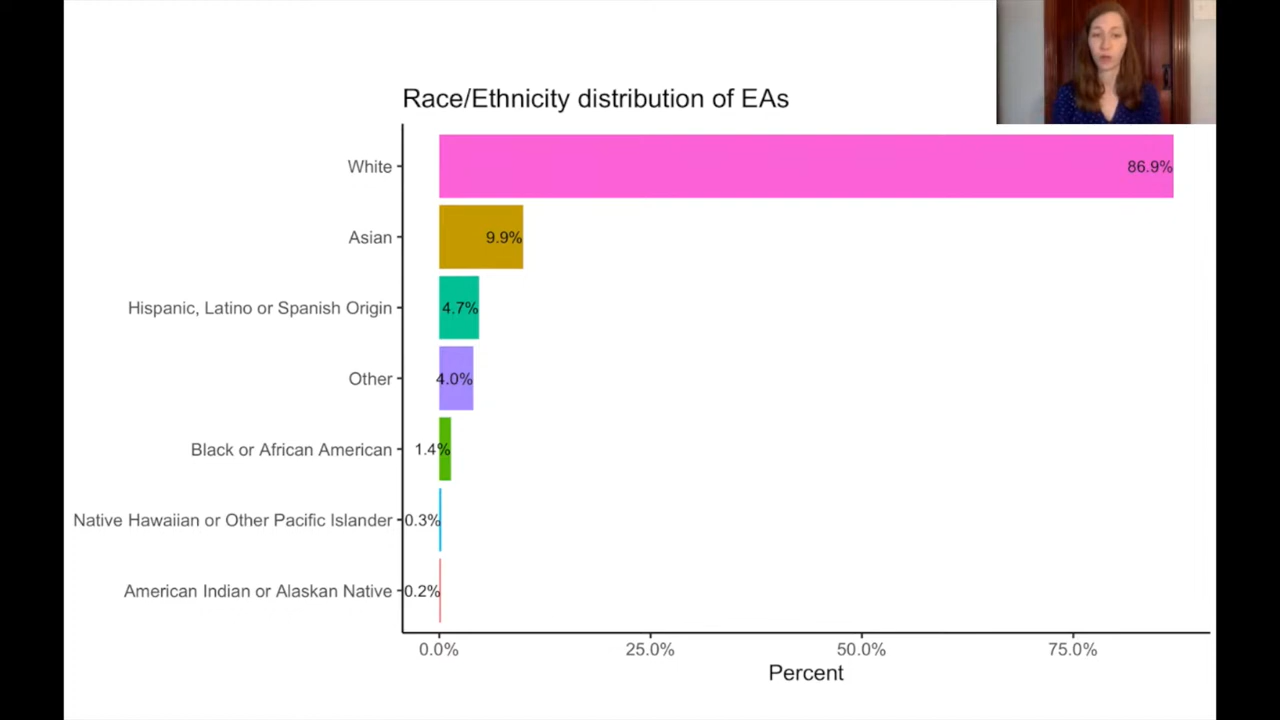 Race/Ethnicity distribution of EAs
White
86.9%
Asian
9.9%
Hispanic, Latino or Spanish Origin
4.7%
Other
4.0%
Black or African American
1.4%
Native Hawaiian or Other Pacific Islander
0.3%
American Indian or Alaskan Native
0.2%
0.0% 25.0% 50.0% 75.0%
Percent